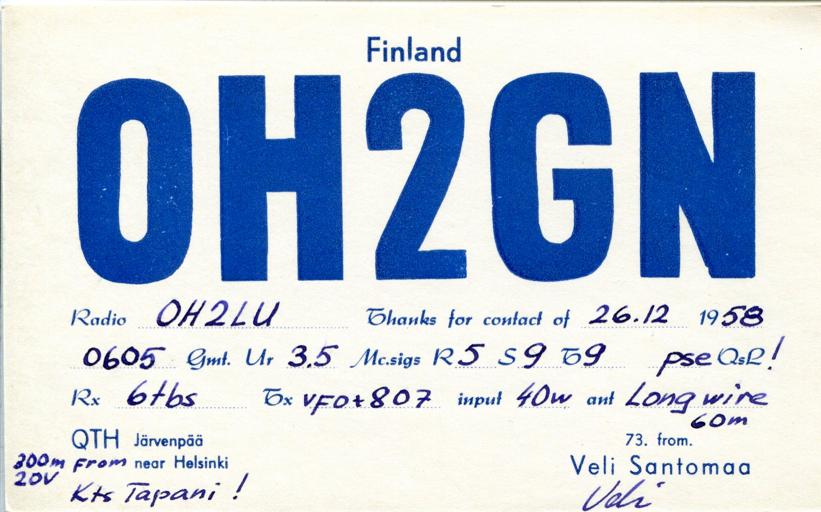 Finland
OH2GN
Radio OH2LU Thanks for contact of 26.12 1958
0605 Gmt. Ur 3.5 Mc.sigs R5 S9 T9 pse QsL!
Rx 6tbs Tx VFO+807 input 40w ant Long wire
60m
QTH Järvenpää
300m From near Helsinki
20V
Kts Tapani!
73. from.
Veli Santomaa
Veli